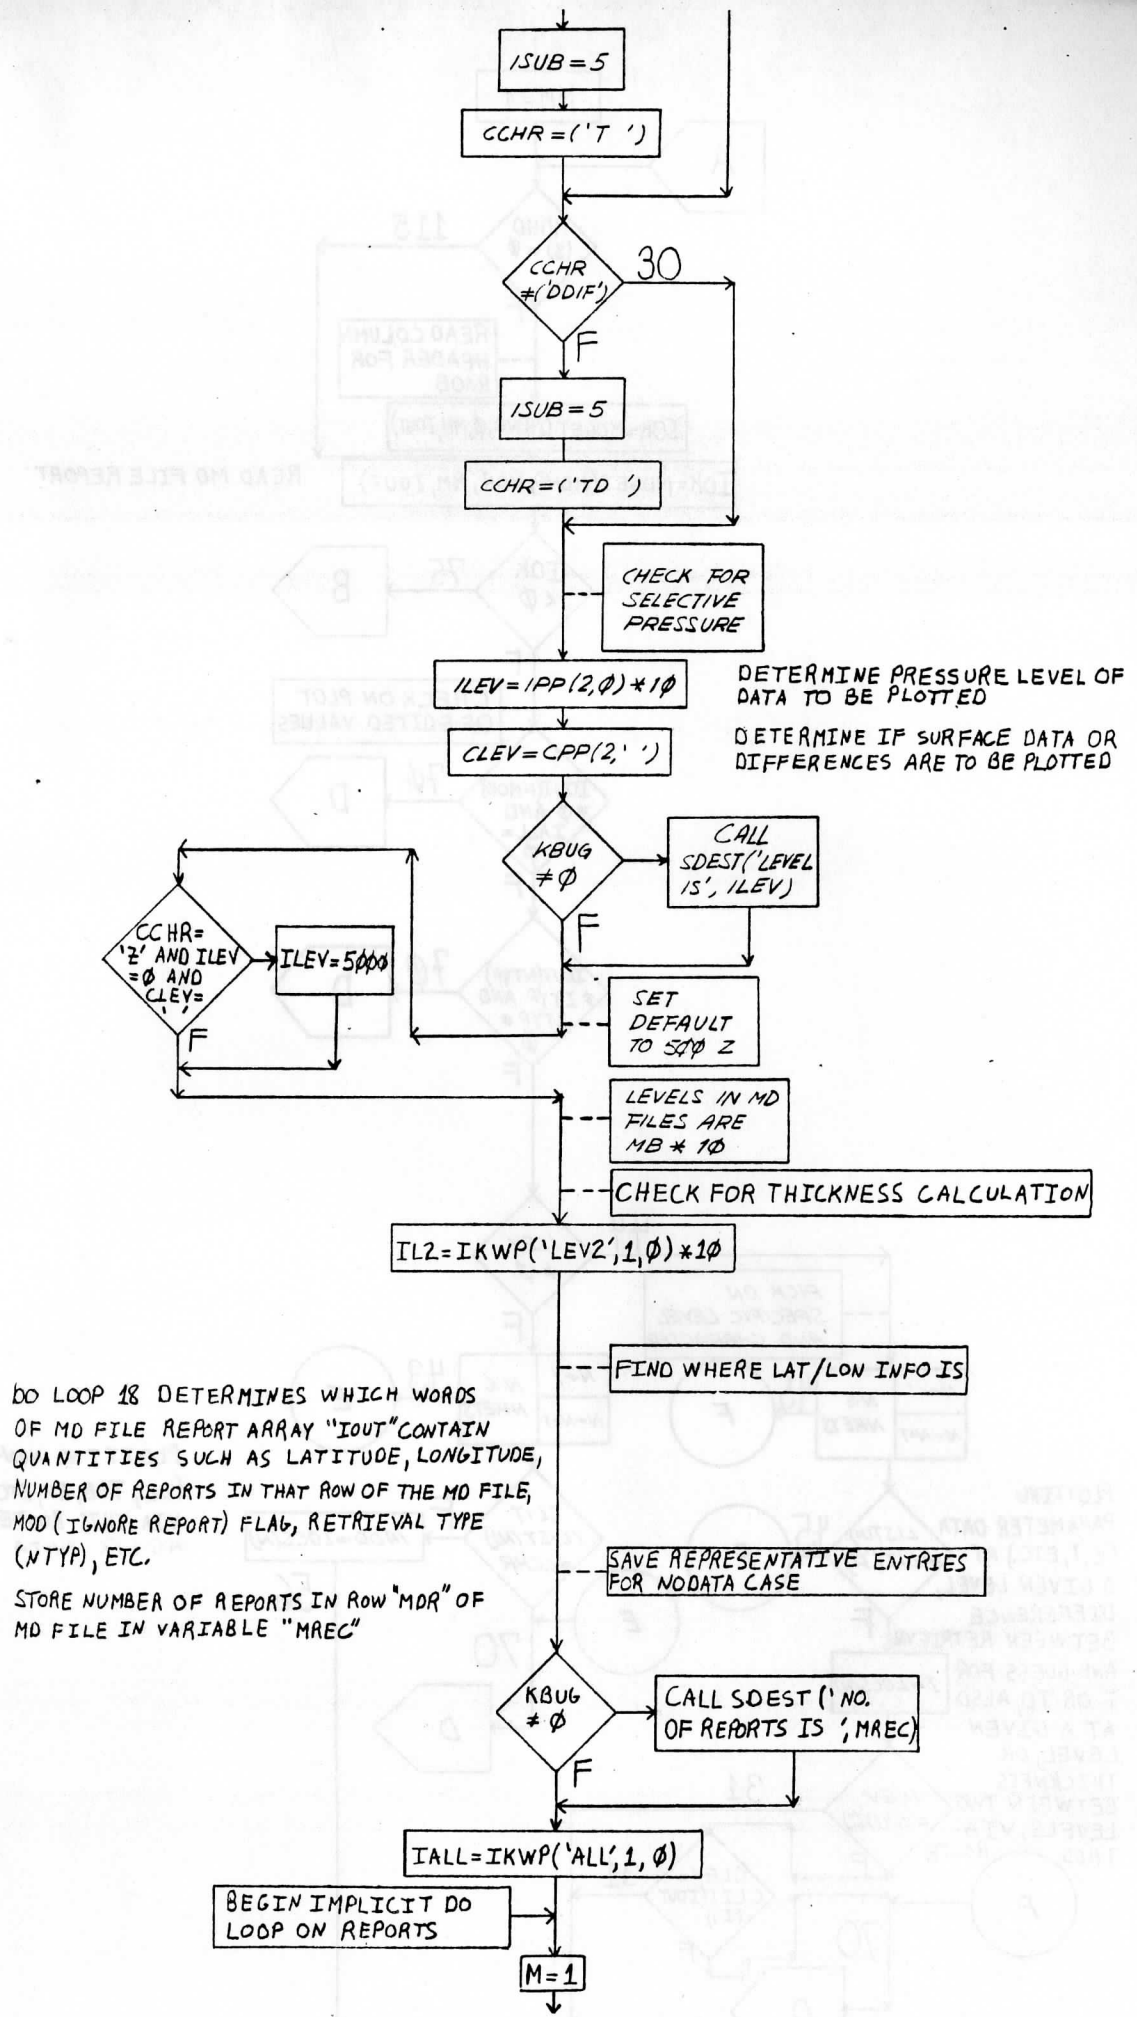 ISUB = 5
CCHR = ('T ')
CCHR
≠('DDIF')
30
F
ISUB = 5
CCHR = ('TD ')
CHECK FOR
SELECTIVE
PRESSURE
ILEV = IPP(2,Ø)*1Ø
DETERMINE PRESSURE LEVEL OF
DATA TO BE PLOTTED
CLEV = CPP(2,' ')
DETERMINE IF SURFACE DATA OR
DIFFERENCES ARE TO BE PLOTTED
KBUG
≠ Ø
CALL
SDEST('LEVEL
IS', ILEV)
F
CCHR=
'Z' AND ILEV
=Ø AND
CLEV=
' '
ILEV=5ØØØ
F
SET
DEFAULT
TO 5ØØ Z
LEVELS IN MD
FILES ARE
MB * 1Ø
CHECK FOR THICKNESS CALCULATION
IL2=IKWP('LEV2',1,Ø)*1Ø
FIND WHERE LAT/LON INFO IS
DO LOOP 18 DETERMINES WHICH WORDS
OF MD FILE REPORT ARRAY "IOUT" CONTAIN
QUANTITIES SUCH AS LATITUDE, LONGITUDE,
NUMBER OF REPORTS IN THAT ROW OF THE MD FILE,
MOD (IGNORE REPORT) FLAG, RETRIEVAL TYPE
(NTYP), ETC.
STORE NUMBER OF REPORTS IN ROW "MDR" OF
MD FILE IN VARIABLE "MREC"
SAVE REPRESENTATIVE ENTRIES
FOR NODATA CASE
KBUG
≠ Ø
CALL SDEST ('NO.
OF REPORTS IS ', MREC)
F
IALL=IKWP('ALL',1,Ø)
BEGIN IMPLICIT DO
LOOP ON REPORTS
M=1